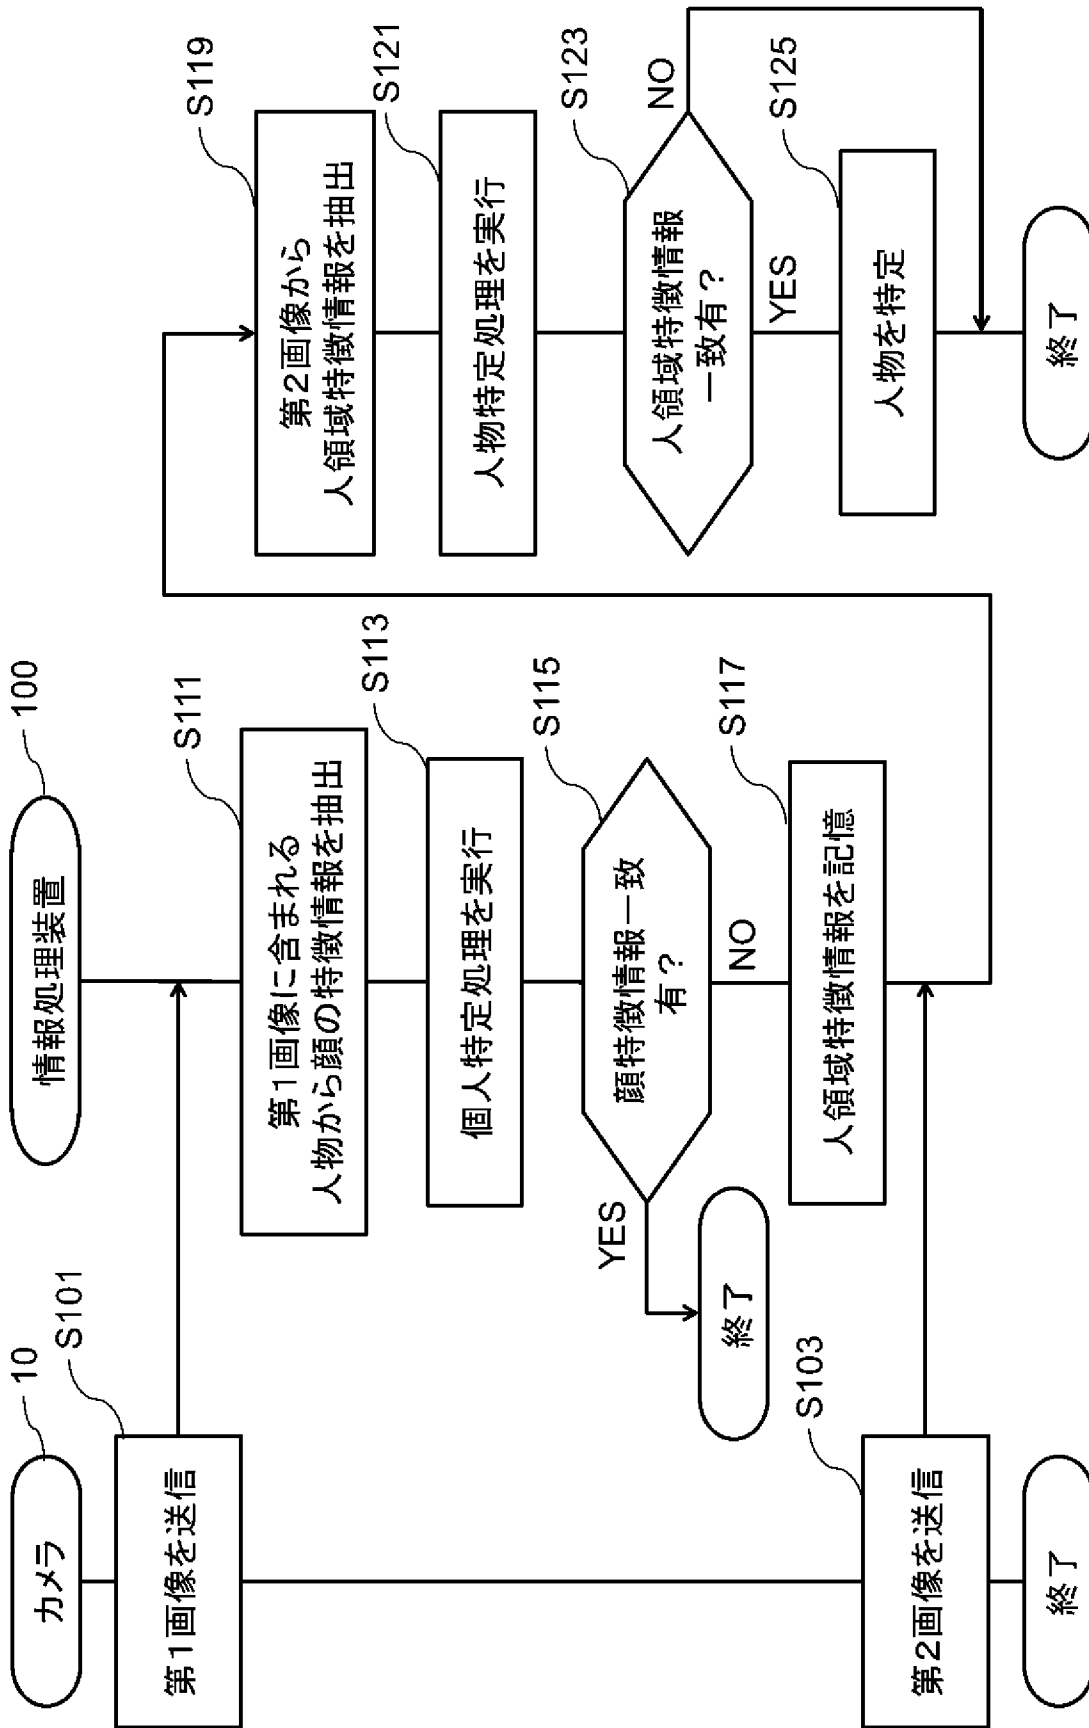 カメラ
10
第1画像を送信
S101
第2画像を送信
S103
終了
情報処理装置
100
第1画像に含まれる
人物から顔の特徴情報を抽出
S111
個人特定処理を実行
S113
顔特徴情報一致
有？
S115
YES
終了
NO
人領域特徴情報を記憶
S117
第2画像から
人領域特徴情報を抽出
S119
人物特定処理を実行
S121
人領域特徴情報
一致有？
S123
NO
YES
人物を特定
S125
終了